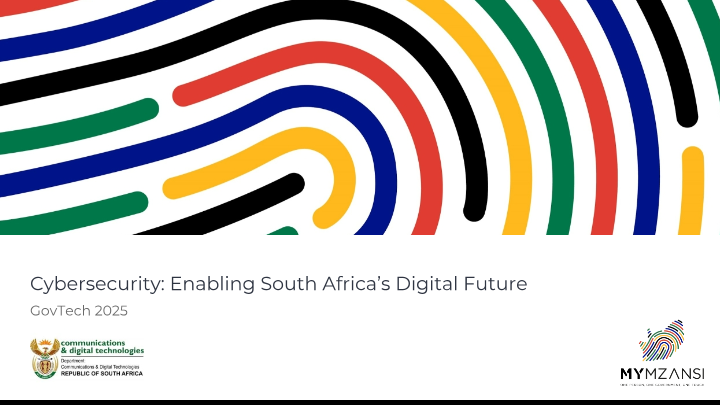 Cybersecurity: Enabling South Africa’s Digital Future
GovTech 2025
communications
& digital technologies
Department
Communications & Digital Technologies
REPUBLIC OF SOUTH AFRICA
MYMZANSI